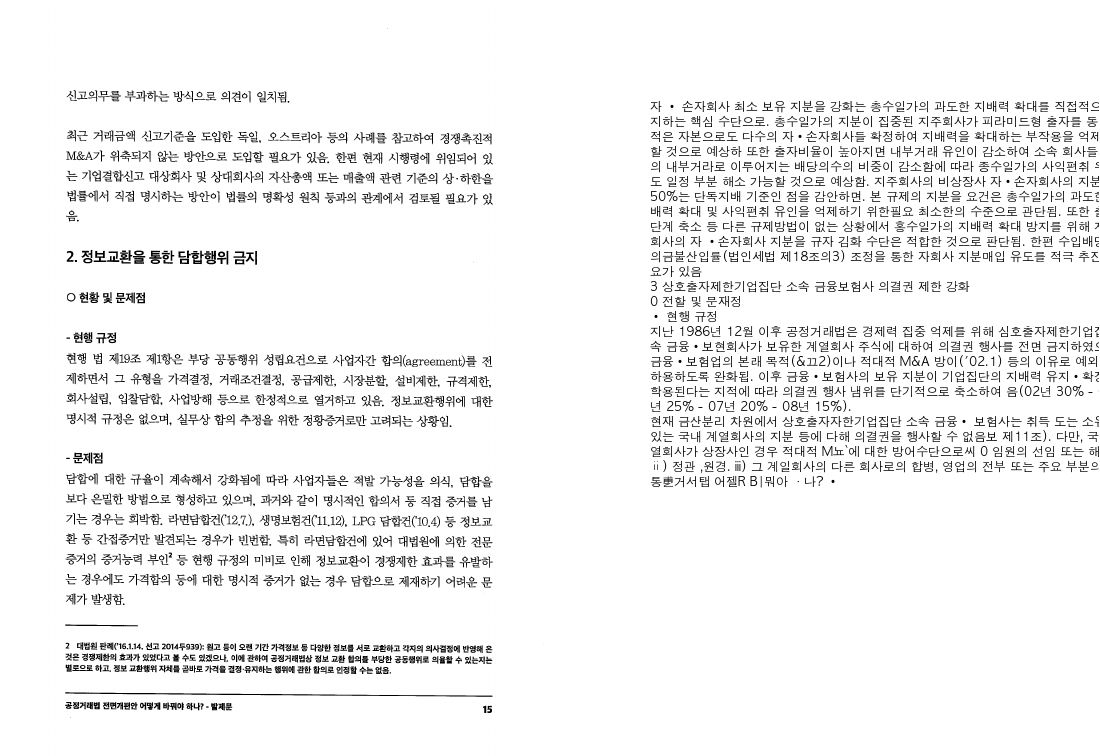 신고의무를 부과하는 방식으로 의견이 일치됨.
최근 거래금액 신고기준을 도입한 독일, 오스트리아 등의 사례를 참고하여 경쟁촉진적
M&A가 위축되지 않는 방안으로 도입할 필요가 있음. 한편 현재 시행령에 위임되어 있
는 기업결합신고 대상회사 및 상대회사의 자산총액 또는 매출액 관련 기준의 상·하한을
법률에서 직접 명시하는 방안이 법률의 명확성 원칙 등과의 관계에서 검토될 필요가 있
음.
2. 정보교환을 통한 담합행위 금지
○ 현황 및 문제점
- 현행 규정
현행 법 제19조 제1항은 부당 공동행위 성립요건으로 사업자간 합의(agreement)를 전
제하면서 그 유형을 가격결정, 거래조건결정, 공급제한, 시장분할, 설비제한, 규격제한,
회사설립, 입찰담합, 사업방해 등으로 한정적으로 열거하고 있음. 정보교환행위에 대한
명시적 규정은 없으며, 실무상 합의 추정을 위한 정황증거로만 고려되는 상황임.
- 문제점
담합에 대한 규율이 계속해서 강화됨에 따라 사업자들은 적발 가능성을 의식, 담합을
보다 은밀한 방법으로 형성하고 있으며, 과거와 같이 명시적인 합의서 등 직접 증거를 남
기는 경우는 희박함. 라면담합건('12.7.), 생명보험건('11.12), LPG 담합건('10.4) 등 정보교
환 등 간접증만 발견되는 경우가 빈번함. 특히 라면담합건에 있어 대법원에 의한 전문
증거의 증거능력 부인² 등 현행 규정의 미비로 인해 정보교환이 경쟁제한 효과를 유발하
는 경우에도 가격합의 등에 대한 명시적 증거가 없는 경우 담합으로 제재하기 어려운 문
제가 발생함.
2 대법원 판례('16.1.14. 선고 2014두939): 원고 등이 오랜 기간 가격정보 등 다양한 정보를 서로 교환하고 각자의 의사결정에 반영해 온
것은 경쟁제한의 효과가 있었다고 볼 수도 있겠으나, 이에 관하여 공정거래법상 정보 교환 합의를 부당한 공동행위로 의율할 수 있는지는
별론으로 하고, 정보 교환행위 자체를 곧바로 가격을 결정·유지하는 행위에 관한 합의로 인정할 수는 없음.
공정거래법 전면개편안 어떻게 바꿔야 하나? - 발제문
15
자 • 손자회사 최소 보유 지분을 강화는 총수일가의 과도한 지배력 확대를 직접적으
지하는 핵심 수단으로. 총수일가의 지분이 집중된 지주회사가 피라미드형 출자를 통
적은 자본으로도 다수의 자•손자회사들 확정하여 지배력을 확대하는 부작용을 억제
할 것으로 예상하 또한 출자비율이 높아지면 내부거래 유인이 감소하여 소속 회사들
의 내부거라로 이루어지는 배당의수의 비중이 감소함에 따라 종수일가의 사익편취 우
도 일정 부분 해소 가능할 것으로 예상함. 지주회사의 비상장사 자•손자회사의 지분
50%는 단독지배 기준인 점을 감안하면. 본 규제의 지분을 요건은 총수일가의 과도한
배력 확대 및 사익편취 유인을 억제하기 위한필요 최소한의 수준으로 판단됨. 또한 출
단계 축소 등 다른 규제방법이 없는 상황에서 홍수일가의 지배력 확대 방지를 위해
회사의 자 •손자회사 지분을 규자 김화 수단은 적합한 것으로 판단됨. 한편 수입배당
의금불산입률(법인세법 제18조의3) 조정을 통한 자회사 지분매입 유도를 적극 추진
요가 있음
3 상호출자제한기업집단 소속 금융보험사 의결권 제한 강화
0 전할 및 문재정
• 현행 규정
지난 1986년 12월 이후 공정거래법은 경제력 집중 억제를 위해 심호출자제한기업집
속 금융•보현회사가 보유한 계열회사 주식에 대하여 의결권 행사를 전면 금지하였으
금융•보험업의 본래 목적(&꼬2)이나 적대적 M&A 방이(′02.1) 등의 이유로 예외
하용하도록 완화됨. 이후 금융•보험사의 보유 지분이 기업집단의 지배력 유지•확장
학용된다는 지적에 따라 의결권 행사 냄위를 단기적으로 축소하여 음(02년 30% -
년 25% - 07년 20% - 08년 15%).
현재 금산분리 차원에서 상호출자자한기업집단 소속 금융• 보험사는 취득 도는 소유
있는 국내 계열회사의 지분 등에 다해 의결권을 행사할 수 없음보 제11조). 다만, 국
열회사가 상장사인 경우 적대적 M뇨`에 대한 방어수단으로써 0 임원의 선임 또는 해
ⅱ) 정관 ,원경. ⅲ) 그 계일회사의 다른 회사로의 합병, 영업의 전부 또는 주요 부분의
통툔거서탭 어젤R B|뭐아 ㆍ나? •